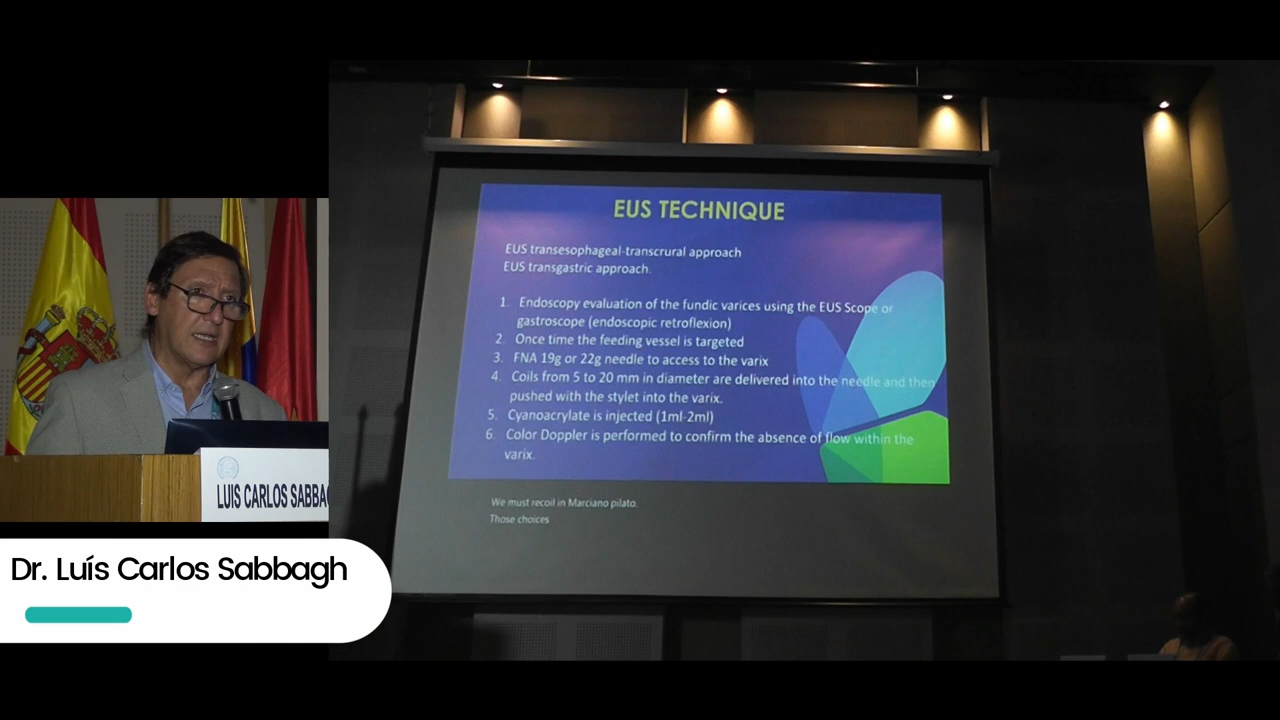 EUS TECHNIQUE
EUS transesophageal-transcrural approach
EUS transgastric approach.
1. Endoscopy evaluation of the fundic varices using the EUS Scope or
gastroscope (endoscopic retroflexion)
2. Once time the feeding vessel is targeted
3. FNA 19g or 22g needle to access to the varix
4. Coils from 5 to 20 mm in diameter are delivered into the needle and then
pushed with the stylet into the varix.
5. Cyanoacrylate is injected (1ml-2ml)
6. Color Doppler is performed to confirm the absence of flow within the
varix.
We must recoil in Marciano pilato.
Those choices
LUIS CARLOS SABBAG
Dr. Luís Carlos Sabbagh